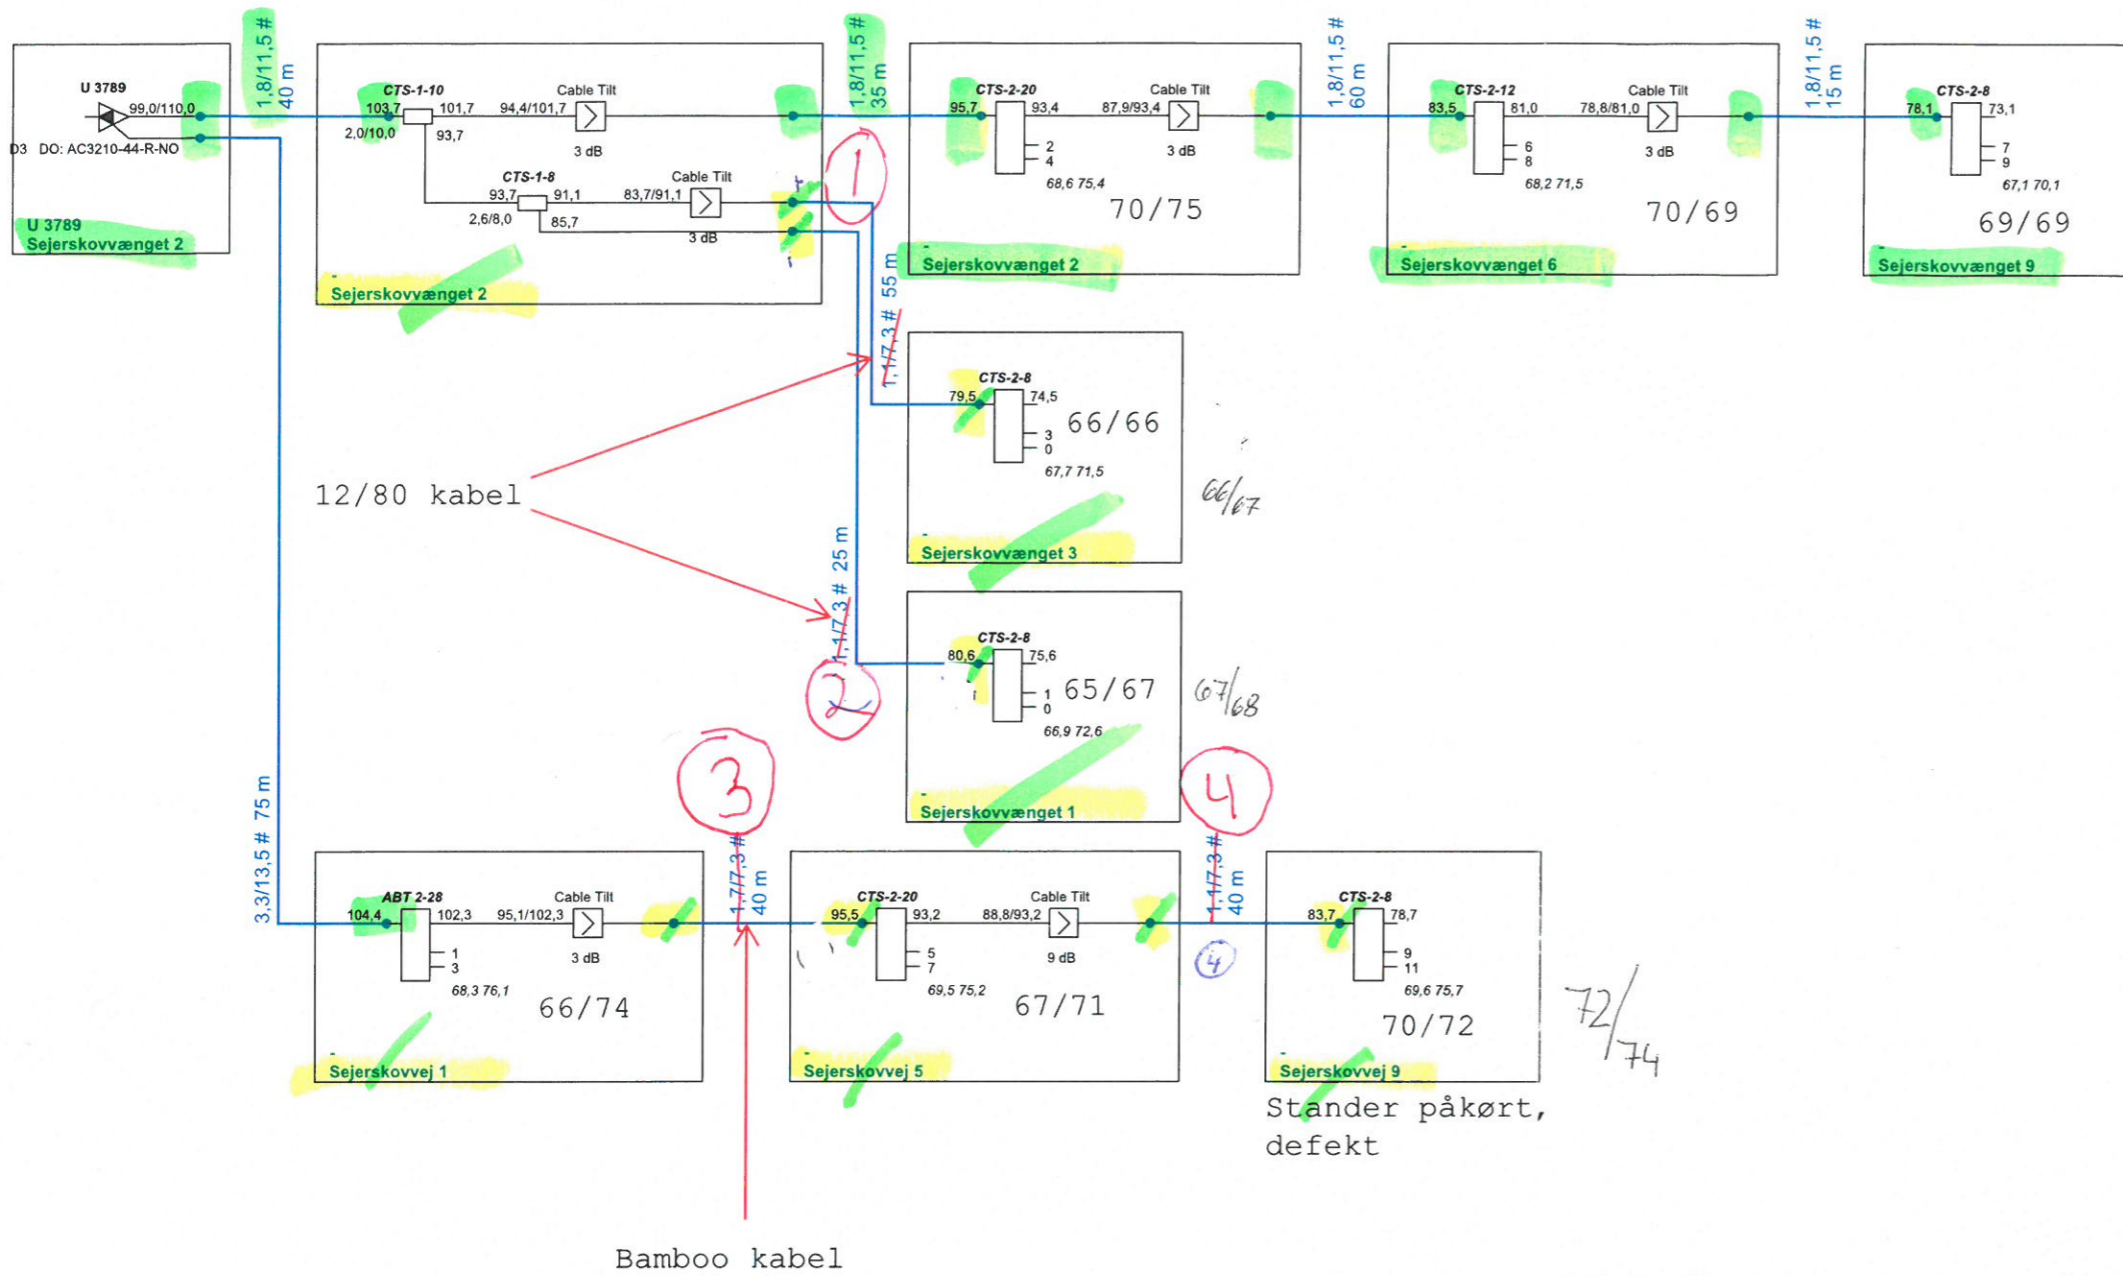 U 3789
99,0/110,0
D3 DO: AC3210-44-R-NO
U 3789
Sejerskovvænget 2
1,8/11,5 #
40 m
CTS-1-10
103,7
101,7
2,0/10,0
93,7
94,4/101,7
Cable Tilt
3 dB
CTS-1-8
93,7
91,1
2,6/8,0
85,7
83,7/91,1
Cable Tilt
3 dB
-
Sejerskovvænget 2
1,8/11,5 #
35 m
1
CTS-2-20
95,7
93,4
87,9/93,4
Cable Tilt
3 dB
2
4
68,6 75,4
70/75
-
Sejerskovvænget 2
1,8/11,5 #
60 m
CTS-2-12
83,5
81,0
78,8/81,0
Cable Tilt
3 dB
6
8
68,2 71,5
70/69
-
Sejerskovvænget 6
1,8/11,5 #
15 m
CTS-2-8
78,1
73,1
7
9
67,1 70,1
69/69
-
Sejerskovvænget 9
1,1/7,3 # 55 m
CTS-2-8
79,5
74,5
3
0
66/66
67,7 71,5
66/67
-
Sejerskovvænget 3
12/80 kabel
1,1/7,3 # 25 m
2
CTS-2-8
80,6
75,6
1
0
65/67
66,9 72,6
67/68
-
Sejerskovvænget 1
3,3/13,5 # 75 m
ABT 2-28
104,4
102,3
95,1/102,3
Cable Tilt
3 dB
1
3
68,3 76,1
66/74
-
Sejerskovvej 1
3
1,7/7,3 #
40 m
CTS-2-20
95,5
93,2
88,8/93,2
Cable Tilt
9 dB
5
7
69,5 75,2
67/71
-
Sejerskovvej 5
4
1,1/7,3 #
40 m
4
CTS-2-8
83,7
78,7
9
11
69,6 75,7
70/72
72/74
-
Sejerskovvej 9
Stander påkørt,
defekt
Bamboo kabel